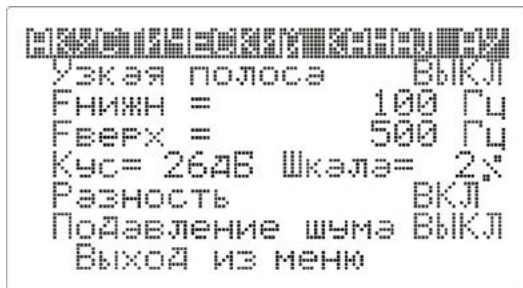 АКУСТИЧЕСКИЙ КАНАЛ АУ
Узкая полоса ВЫКЛ
Fнижн = 100 Гц
Fверх = 500 Гц
Кус= 26дБ Шкала= 2%
Разность ВКЛ
Подавление шума ВЫКЛ
Выход из меню